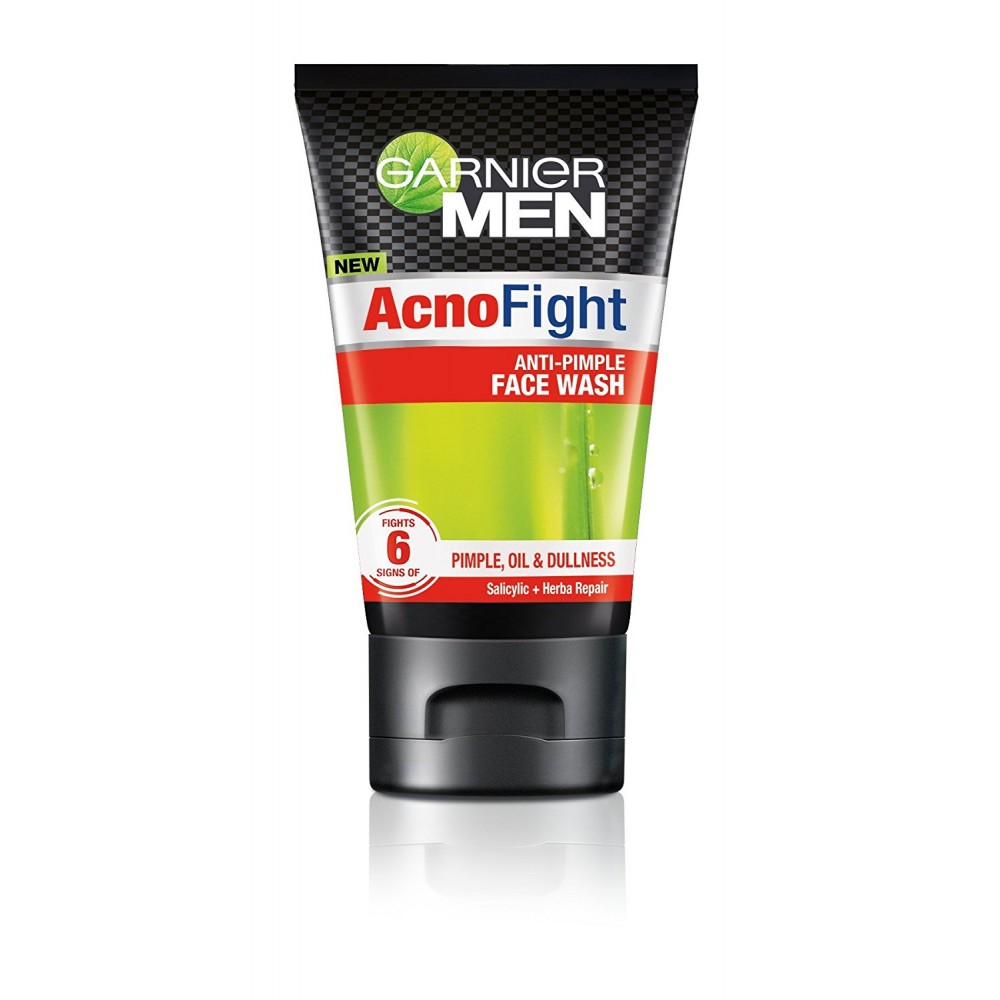 GARNIER
MEN
NEW
AcnoFight
ANTI-PIMPLE
FACE WASH
FIGHTS
6
SIGNS OF
PIMPLE, OIL & DULLNESS
Salicylic + Herba Repair